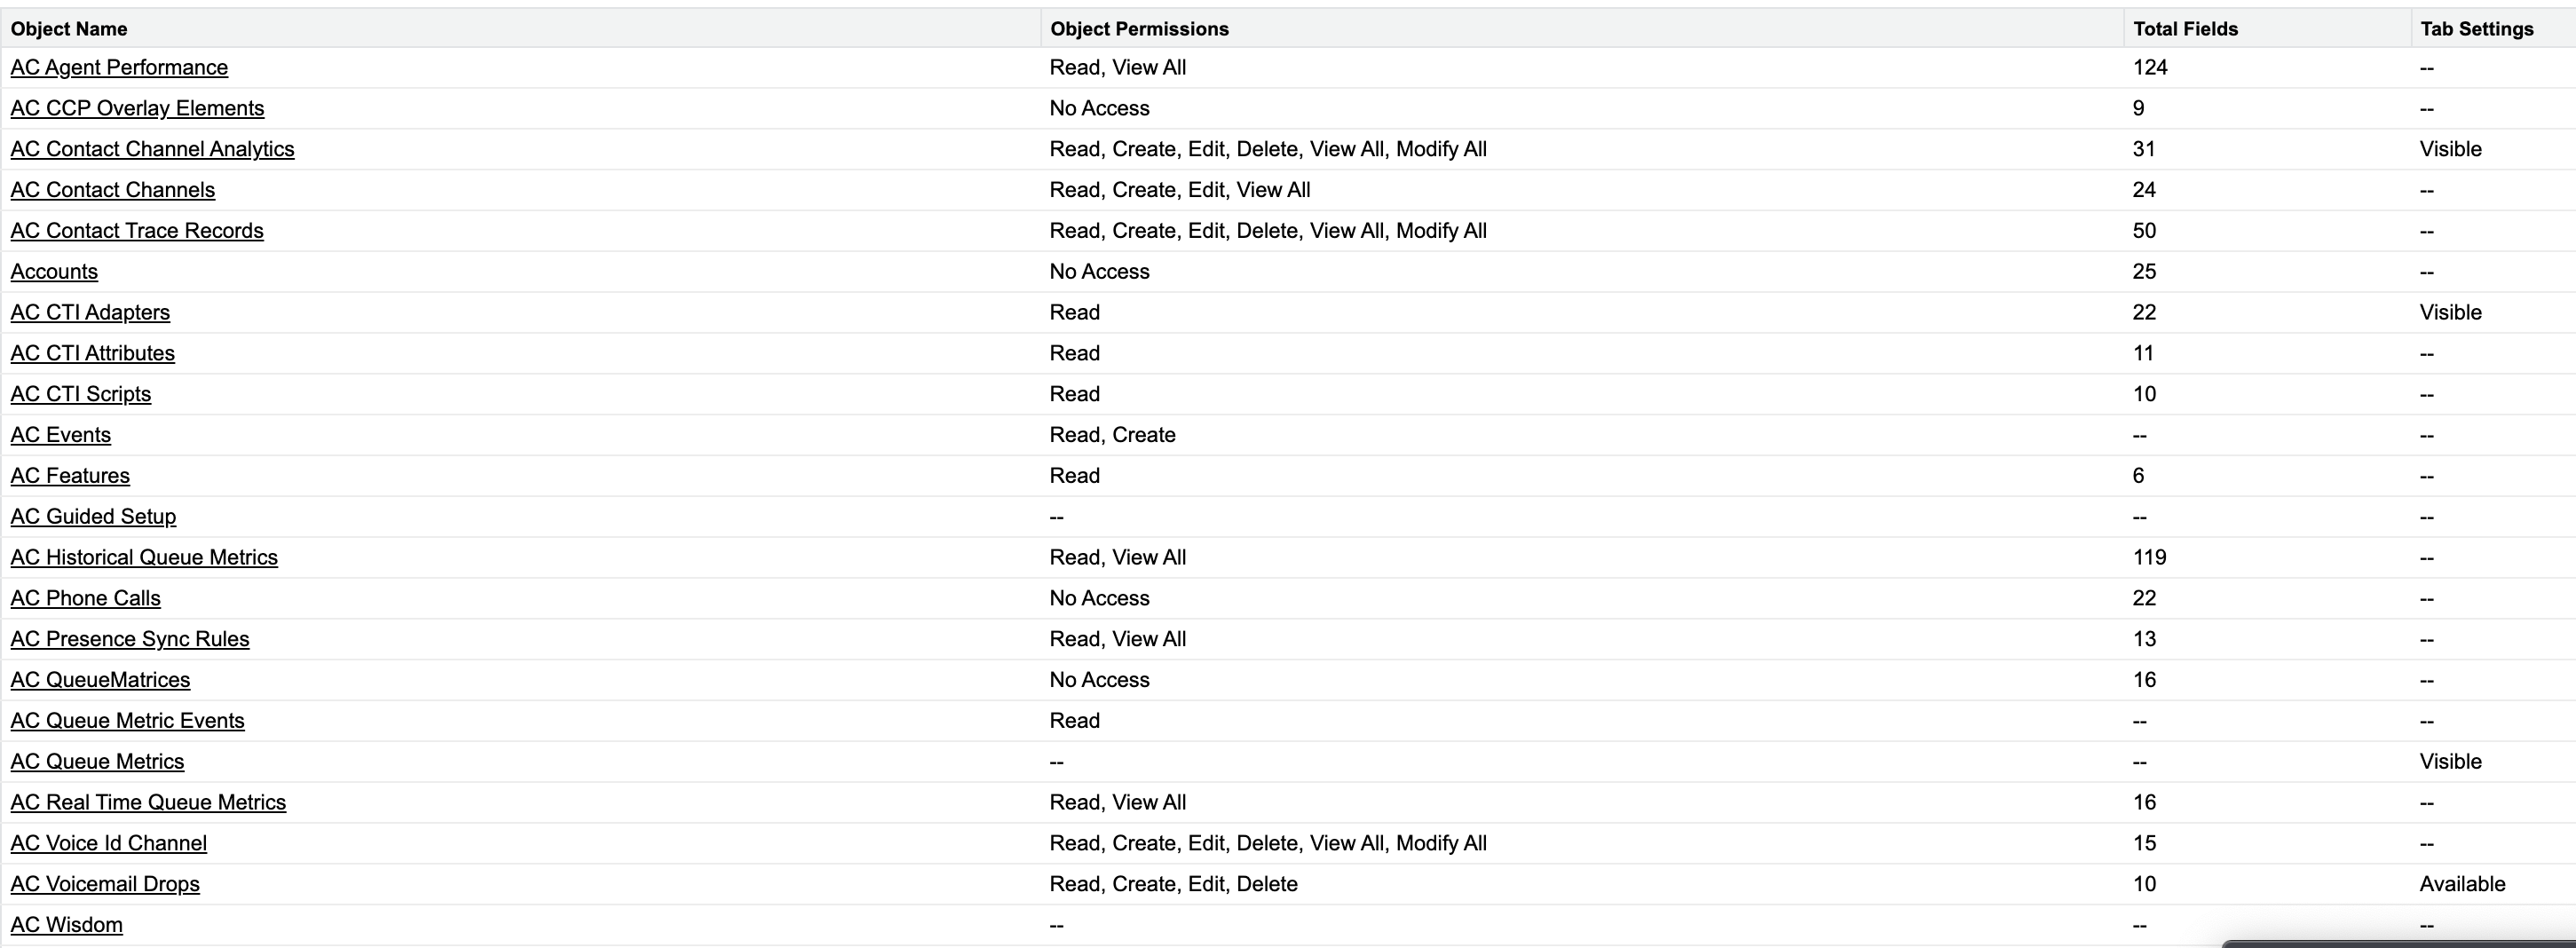 Object Name Object Permissions Total Fields Tab Settings
AC Agent Performance Read, View All 124 --
AC CCP Overlay Elements No Access 9 --
AC Contact Channel Analytics Read, Create, Edit, Delete, View All, Modify All 31 Visible
AC Contact Channels Read, Create, Edit, View All 24 --
AC Contact Trace Records Read, Create, Edit, Delete, View All, Modify All 50 --
Accounts No Access 25 --
AC CTI Adapters Read 22 Visible
AC CTI Attributes Read 11 --
AC CTI Scripts Read 10 --
AC Events Read, Create -- --
AC Features Read 6 --
AC Guided Setup -- -- --
AC Historical Queue Metrics Read, View All 119 --
AC Phone Calls No Access 22 --
AC Presence Sync Rules Read, View All 13 --
AC QueueMatrices No Access 16 --
AC Queue Metric Events Read -- --
AC Queue Metrics -- -- Visible
AC Real Time Queue Metrics Read, View All 16 --
AC Voice Id Channel Read, Create, Edit, Delete, View All, Modify All 15 --
AC Voicemail Drops Read, Create, Edit, Delete 10 Available
AC Wisdom -- -- --